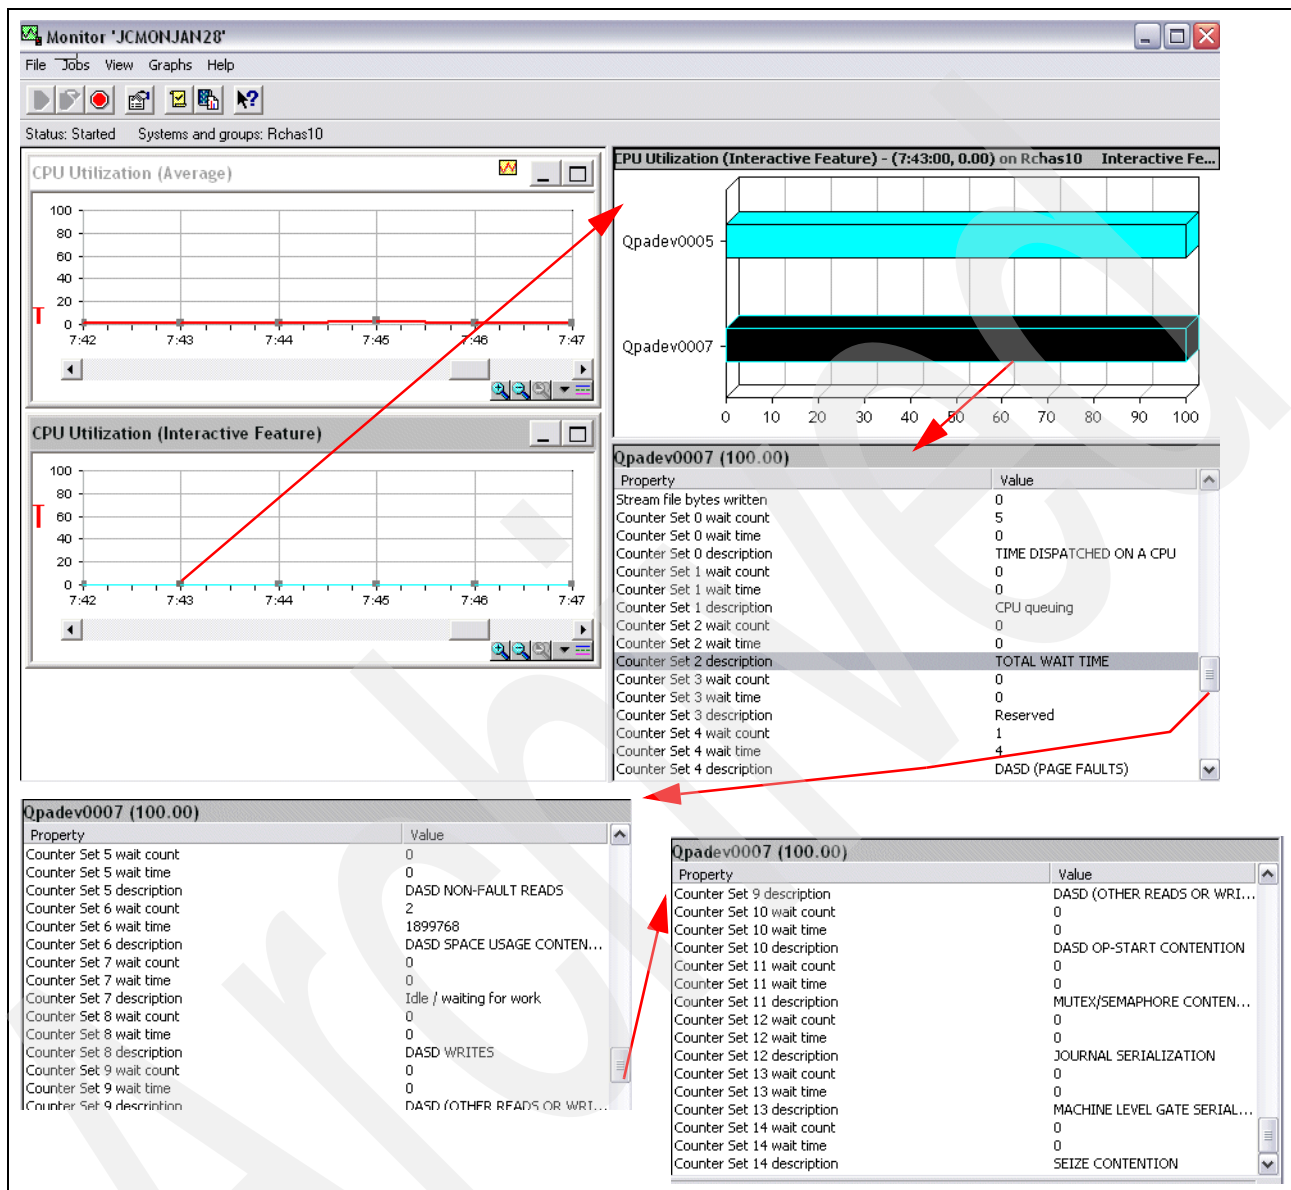 Monitor 'JCMONJAN28'
File Jobs View Graphs Help
Status: Started Systems and groups: Rchas10
CPU Utilization (Average)
100
80
60
40
20
0
7:42 7:43 7:44 7:45 7:46 7:47
CPU Utilization (Interactive Feature)
100
80
60
40
20
0
7:42 7:43 7:44 7:45 7:46 7:47
CPU Utilization (Interactive Feature) - (7:43:00, 0.00) on Rchas10 Interactive Fe...
Qpadev0005
Qpadev0007
0 10 20 30 40 50 60 70 80 90 100
Qpadev0007 (100.00)
Property Value
Stream file bytes written 0
Counter Set 0 wait count 5
Counter Set 0 wait time 0
Counter Set 0 description TIME DISPATCHED ON A CPU
Counter Set 1 wait count 0
Counter Set 1 wait time 0
Counter Set 1 description CPU queuing
Counter Set 2 wait count 0
Counter Set 2 wait time 0
Counter Set 2 description TOTAL WAIT TIME
Counter Set 3 wait count 0
Counter Set 3 wait time 0
Counter Set 3 description Reserved
Counter Set 4 wait count 1
Counter Set 4 wait time 4
Counter Set 4 description DASD (PAGE FAULTS)
Qpadev0007 (100.00)
Property Value
Counter Set 5 wait count 0
Counter Set 5 wait time 0
Counter Set 5 description DASD NON-FAULT READS
Counter Set 6 wait count 2
Counter Set 6 wait time 1899768
Counter Set 6 description DASD SPACE USAGE CONTEN...
Counter Set 7 wait count 0
Counter Set 7 wait time 0
Counter Set 7 description Idle / waiting for work
Counter Set 8 wait count 0
Counter Set 8 wait time 0
Counter Set 8 description DASD WRITES
Counter Set 9 wait count 0
Counter Set 9 wait time 0
Counter Set 9 description DASD (OTHER READS OR WRI...
Qpadev0007 (100.00)
Property Value
Counter Set 9 description DASD (OTHER READS OR WRI...
Counter Set 10 wait count 0
Counter Set 10 wait time 0
Counter Set 10 description DASD OP-START CONTENTION
Counter Set 11 wait count 0
Counter Set 11 wait time 0
Counter Set 11 description MUTEX/SEMAPHORE CONTEN...
Counter Set 12 wait count 0
Counter Set 12 wait time 0
Counter Set 12 description JOURNAL SERIALIZATION
Counter Set 13 wait count 0
Counter Set 13 wait time 0
Counter Set 13 description MACHINE LEVEL GATE SERIAL...
Counter Set 14 wait count 0
Counter Set 14 wait time 0
Counter Set 14 description SEIZE CONTENTION
Archived